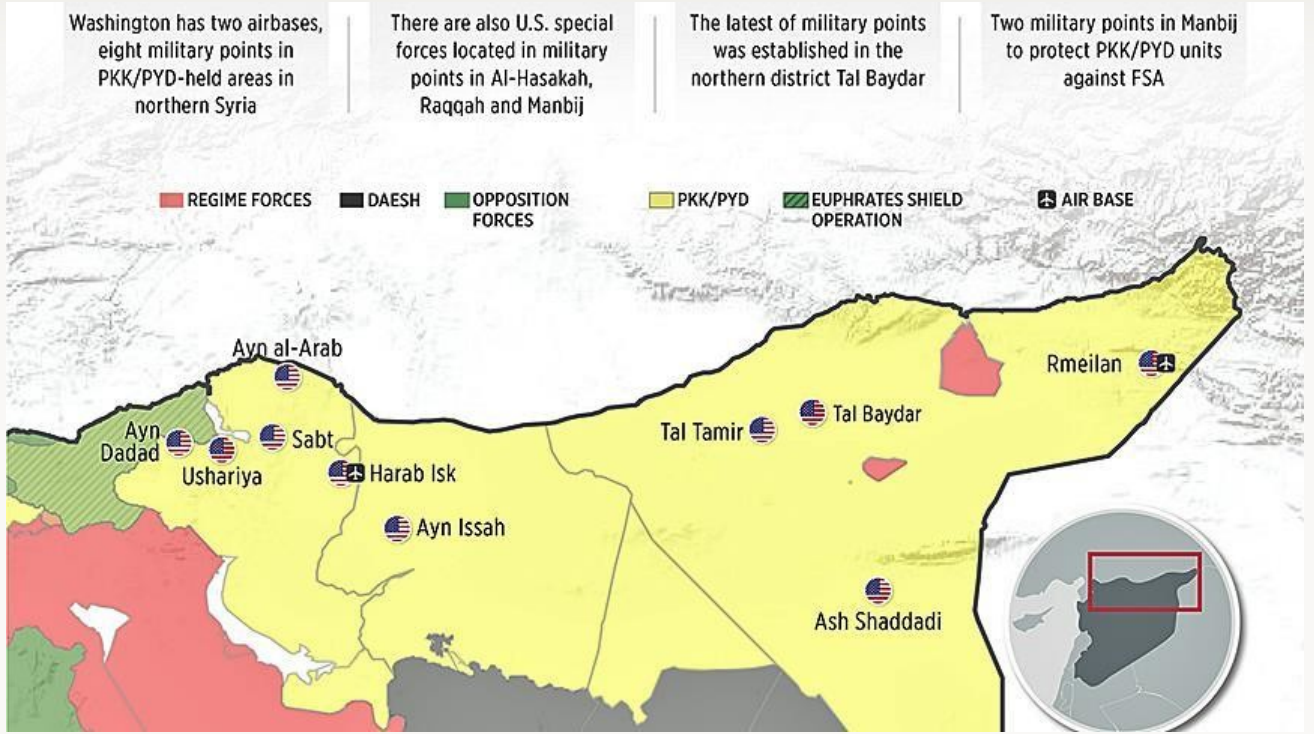 Washington has two airbases,
eight military points in
PKK/PYD-held areas in
northern Syria
There are also U.S. special
forces located in military
points in Al-Hasakah,
Raqqah and Manbij
The latest of military points
was established in the
northern district Tal Baydar
Two military points in Manbij
to protect PKK/PYD units
against FSA
REGIME FORCES
DAESH
OPPOSITION
FORCES
PKK/PYD
EUPHRATES SHIELD
OPERATION
AIR BASE
Ayn al-Arab
Rmeilan
Ayn
Dadad
Sabt
Ushariya
Harab Isk
Tal Tamir
Tal Baydar
Ayn Issah
Ash Shaddadi